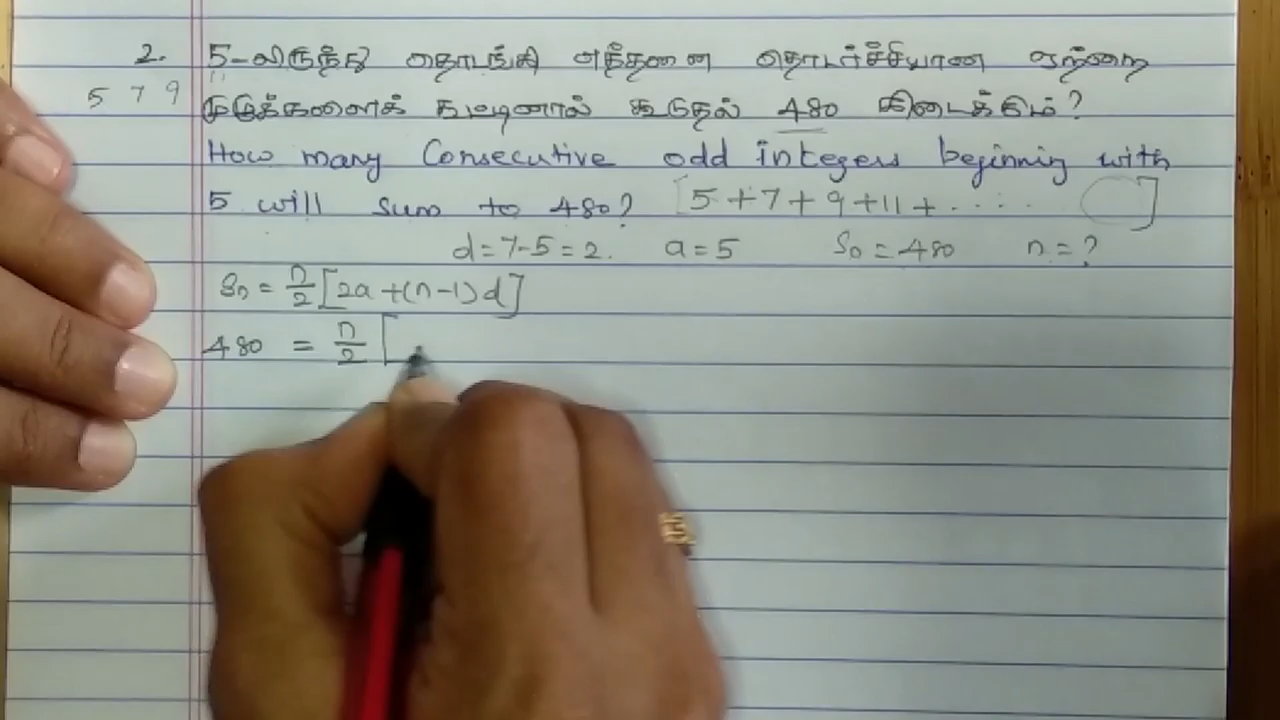 2. 5-லிருந்து தொடங்கி எத்தனை தொடர்ச்சியான ஒற்றை
5 7 9 முழுக்களைக் கூட்டினால் கூடுதல் 480 கிடைக்கும்?
How many Consecutive odd integers beginning with
5 will sum to 480? [5+7+9+11+.....]
d=7-5=2. a=5 Sn=480 n=?
Sn = n/2 [2a+(n-1)d]
480 = n/2 [